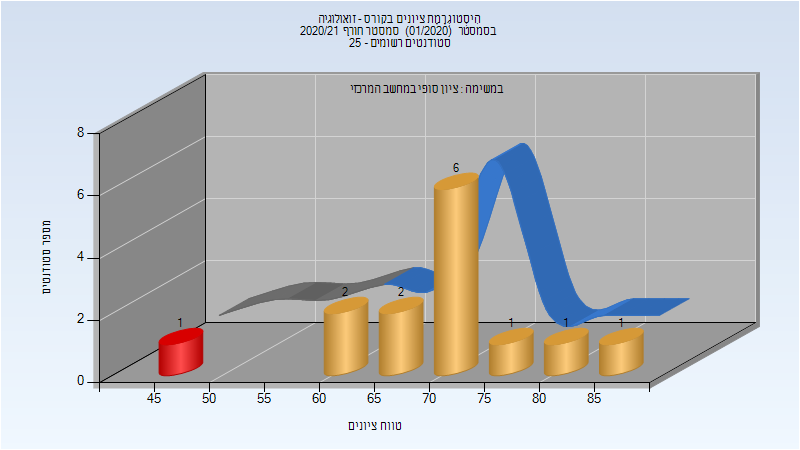 היסטוגרמת ציונים בקורס - זואולוגיה
בסמסטר (01/2020) סמסטר חורף 2020/21
סטודנטים רשומים - 25
במשימה : ציון סופי במחשב המרכזי
מספר סטודנטים
8
6
4
2
0
1
2
2
6
1
1
1
45 50 55 60 65 70 75 80 85
טווח ציונים